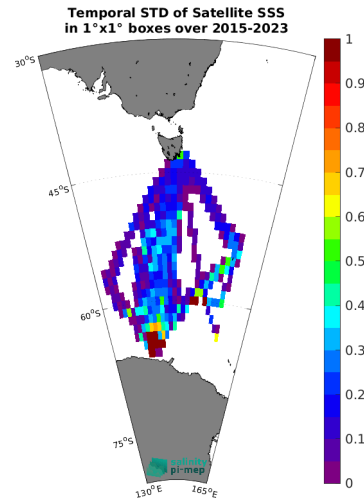 Temporal STD of Satellite SSS
in 1°x1° boxes over 2015-2023
30°S
45°S
60°S
75°S
130°E
165°E
1
0.9
0.8
0.7
0.6
0.5
0.4
0.3
0.2
0.1
0
salinity
pi-mep